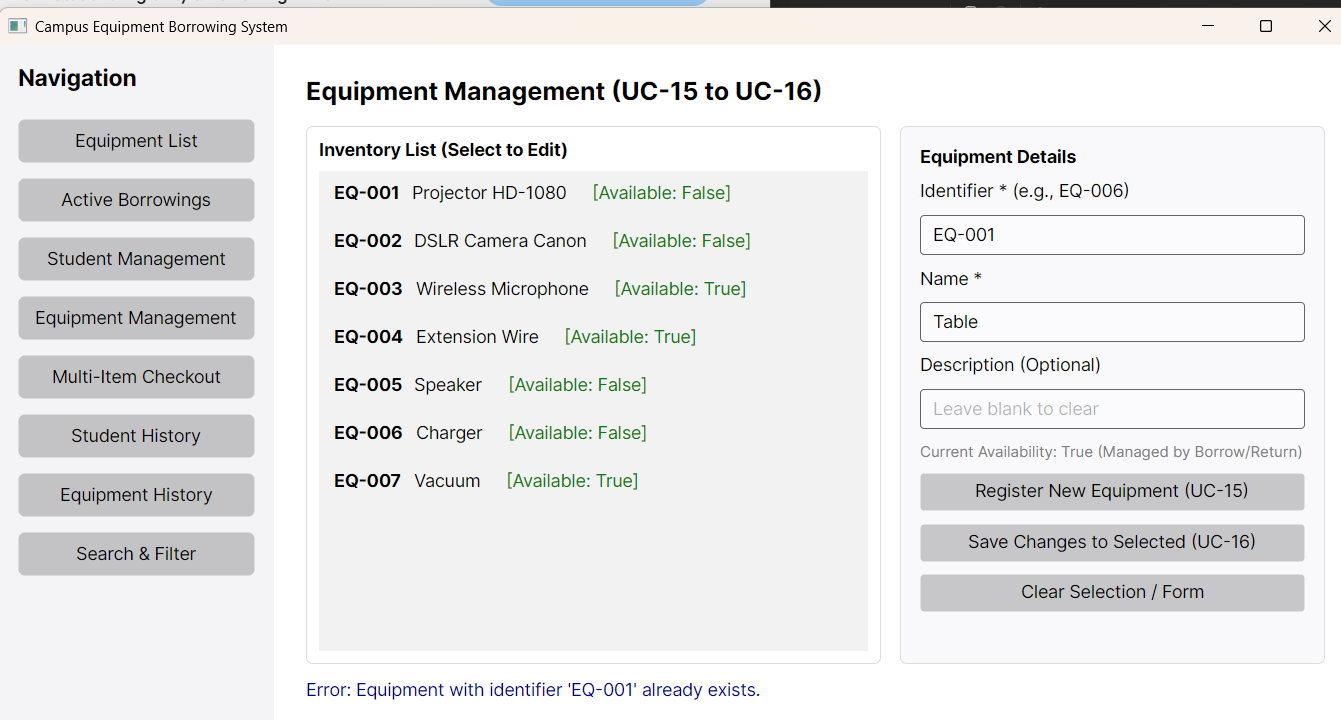 Campus Equipment Borrowing System
Navigation
Equipment List
Active Borrowings
Student Management
Equipment Management
Multi-Item Checkout
Student History
Equipment History
Search & Filter
Equipment Management (UC-15 to UC-16)
Inventory List (Select to Edit)
EQ-001 Projector HD-1080 [Available: False]
EQ-002 DSLR Camera Canon [Available: False]
EQ-003 Wireless Microphone [Available: True]
EQ-004 Extension Wire [Available: True]
EQ-005 Speaker [Available: False]
EQ-006 Charger [Available: False]
EQ-007 Vacuum [Available: True]
Equipment Details
Identifier * (e.g., EQ-006)
EQ-001
Name *
Table
Description (Optional)
Leave blank to clear
Current Availability: True (Managed by Borrow/Return)
Register New Equipment (UC-15)
Save Changes to Selected (UC-16)
Clear Selection / Form
Error: Equipment with identifier 'EQ-001' already exists.